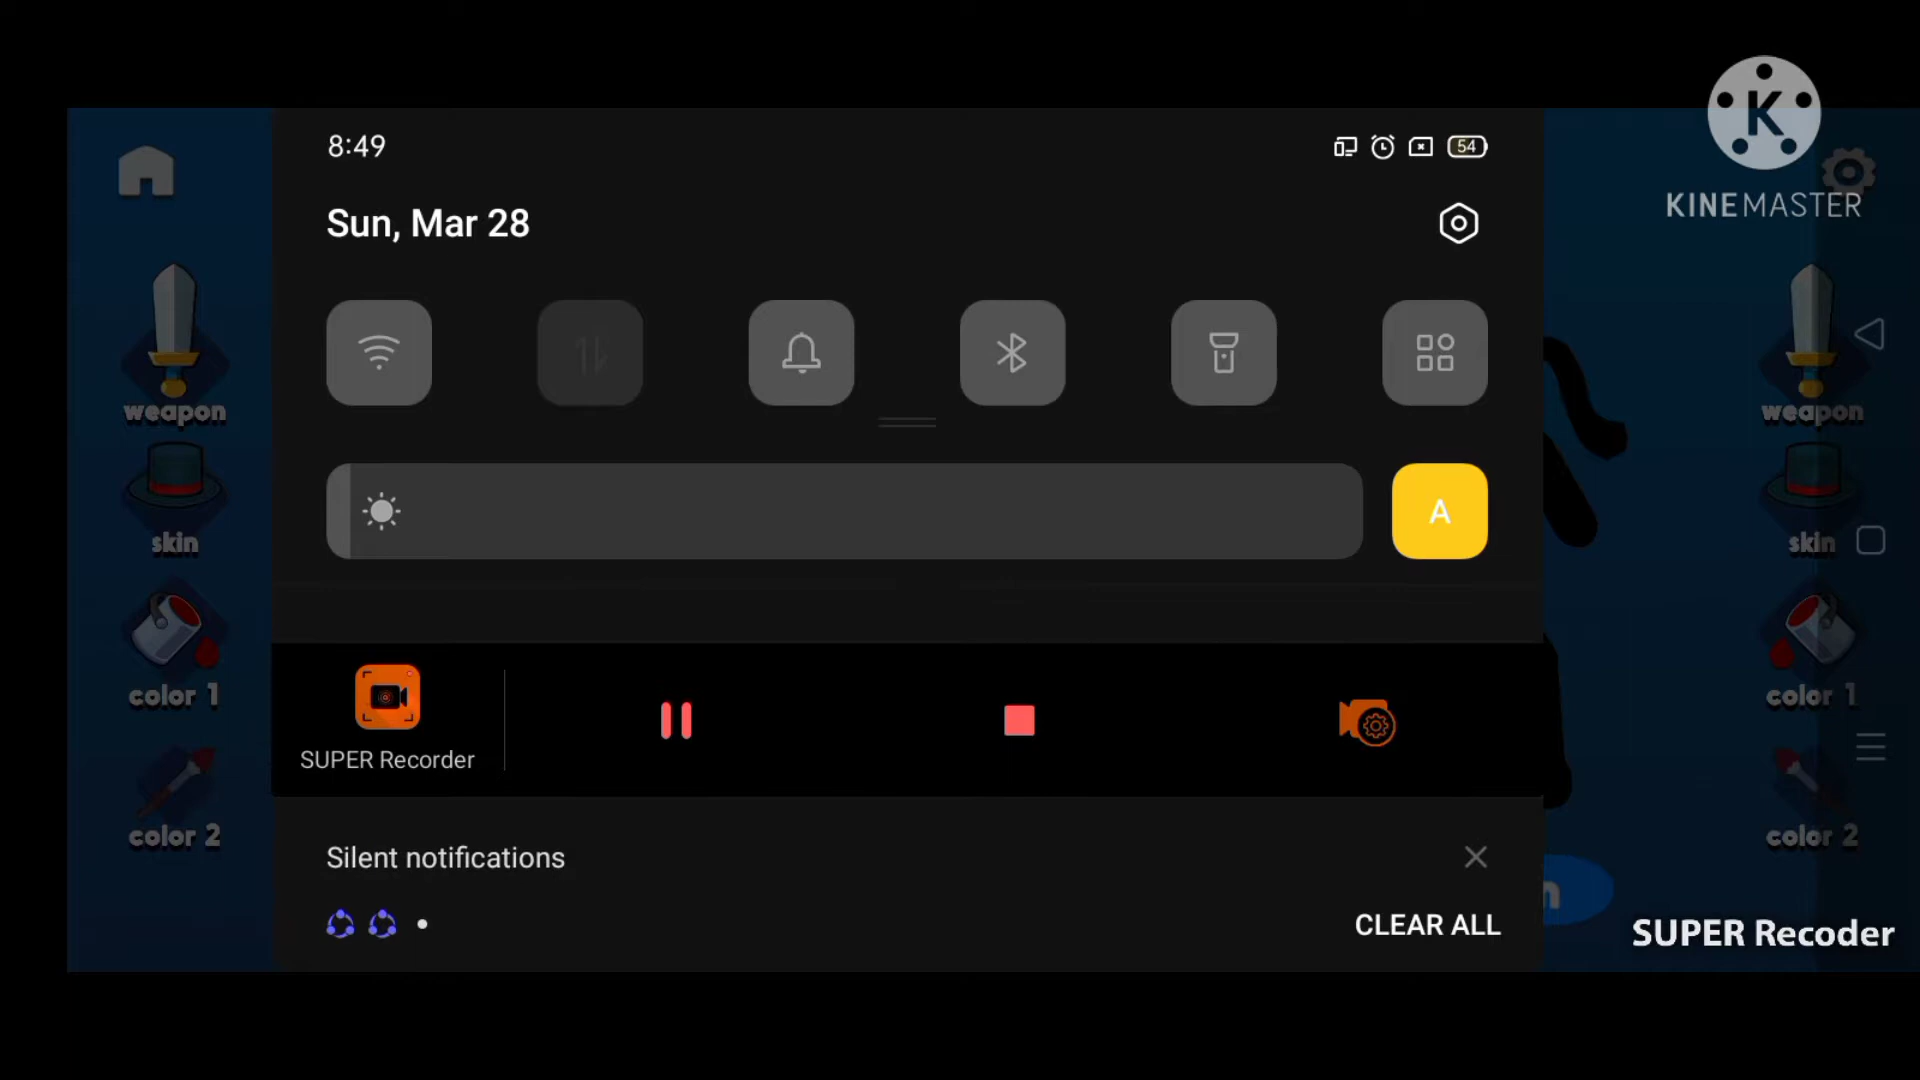 8:49
54
K
KINEMASTER
Sun, Mar 28
weapon
weapon
A
skin
skin
color 1
color 1
SUPER Recorder
color 2
color 2
Silent notifications
n
CLEAR ALL
SUPER Recoder